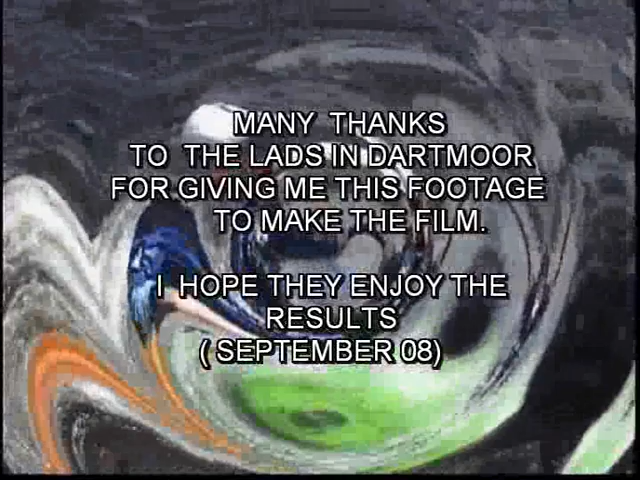 MANY THANKS
TO THE LADS IN DARTMOOR
FOR GIVING ME THIS FOOTAGE
TO MAKE THE FILM.
I HOPE THEY ENJOY THE
RESULTS
( SEPTEMBER 08)